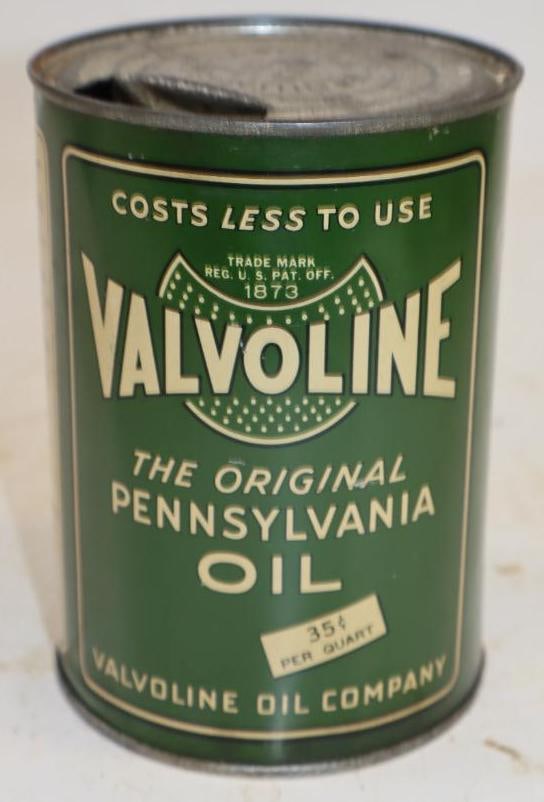 COSTS LESS TO USE
TRADE MARK
REG. U. S. PAT. OFF.
1873
VALVOLINE
THE ORIGINAL
PENNSYLVANIA
OIL
35¢
PER QUART
VALVOLINE OIL COMPANY